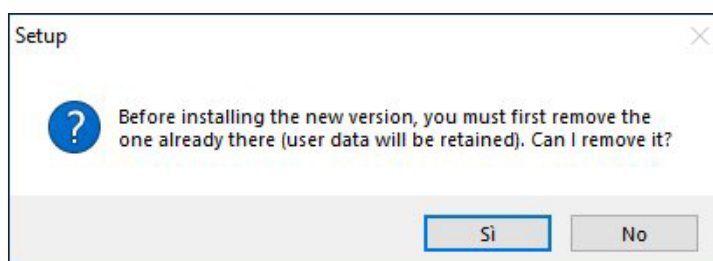 Setup
Before installing the new version, you must first remove the
one already there (user data will be retained). Can I remove it?
Sì
No